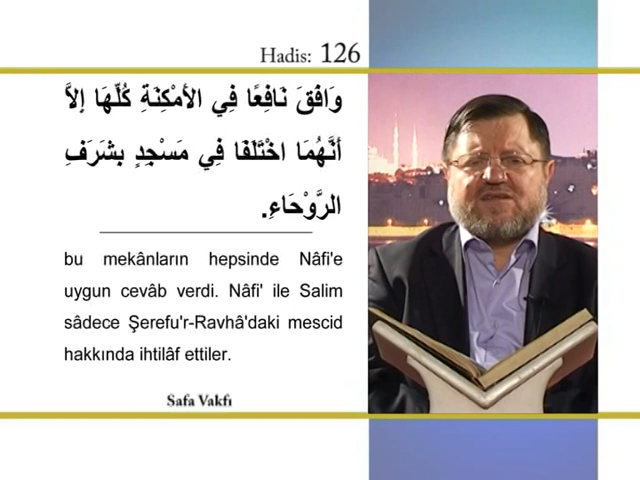 Hadis: 126
وَافَقَ نَافِعًا فِي الأَمْكِنَةِ كُلِّهَا إِلاَّ
أَنَّهُمَا اخْتَلَفَا فِي مَسْجِدٍ بِشَرَفِ
الرَّوْحَاءِ.
bu mekânların hepsinde Nâfi'e
uygun cevâb verdi. Nâfi' ile Salim
sâdece Şerefu'r-Ravhâ'daki mescid
hakkında ihtilâf ettiler.
Safa Vakfı